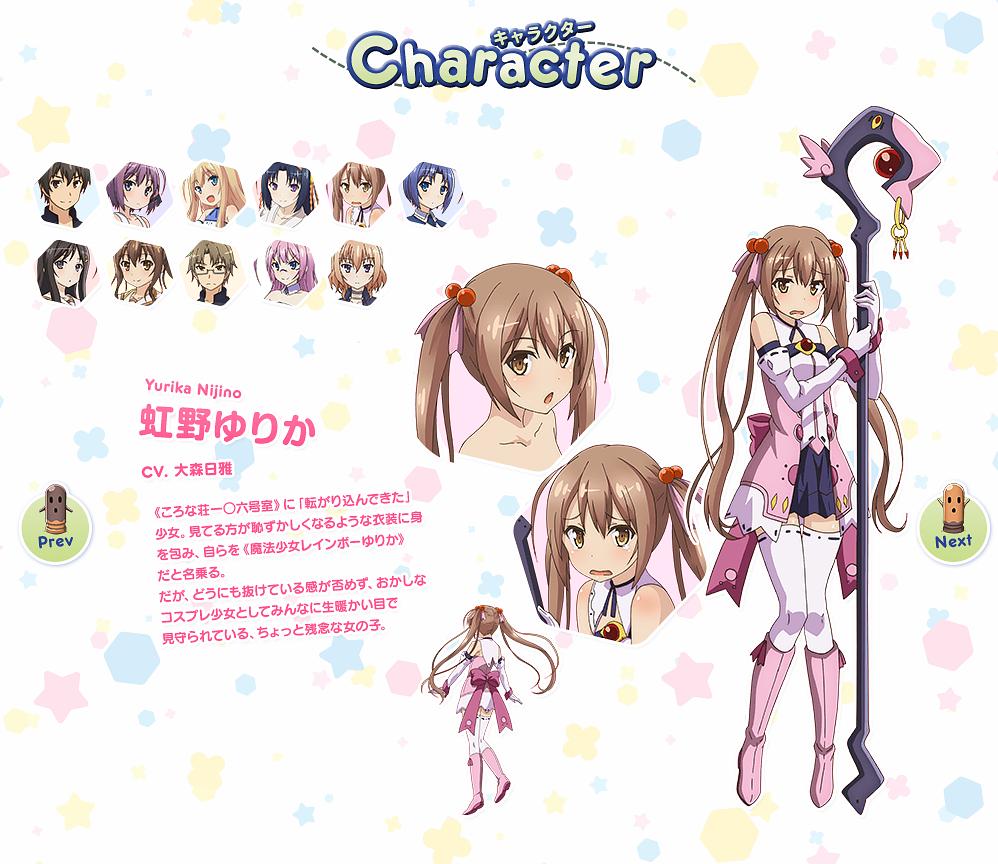 キャラクター
Character
Yurika Nijino
虹野ゆりか
CV. 大森日雅
《ころな荘一〇六号室》に「転がり込んできた」
少女。見てる方が恥ずかしくなるような衣装に身
を包み、自らを《魔法少女レインボーゆりか》
だと名乗る。
だが、どうにも抜けている感が否めず、おかしな
コスプレ少女としてみんなに生暖かい目で
見守られている、ちょっと残念な女の子。
Prev
Next